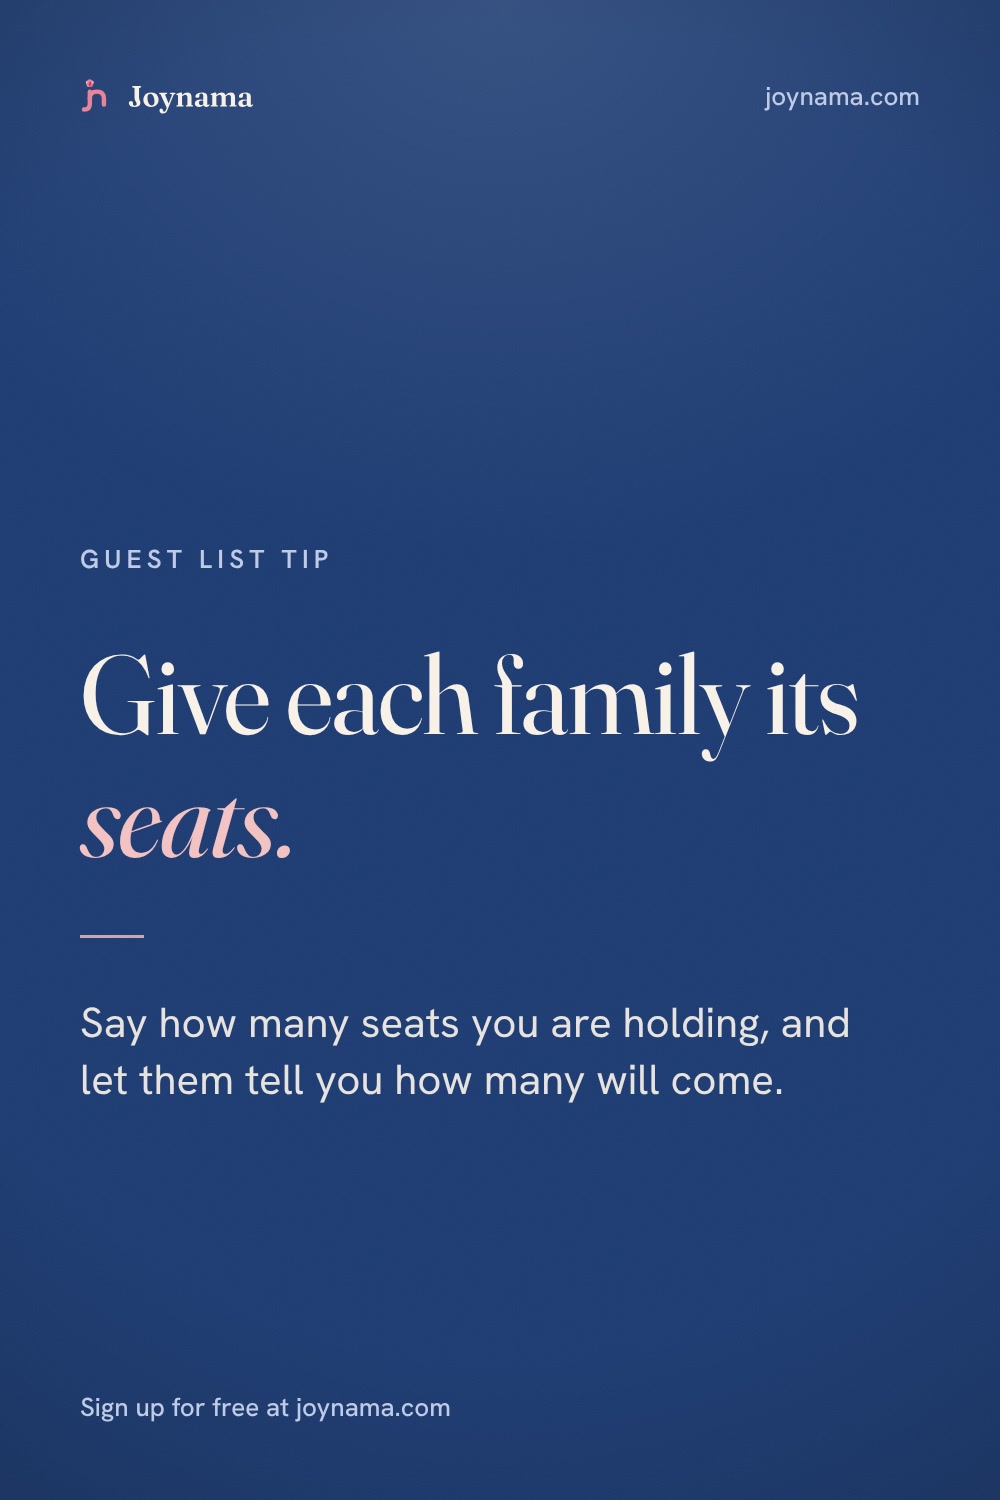 Joynama
joynama.com
GUEST LIST TIP
Give each family its
seats.
Say how many seats you are holding, and
let them tell you how many will come.
Sign up for free at joynama.com